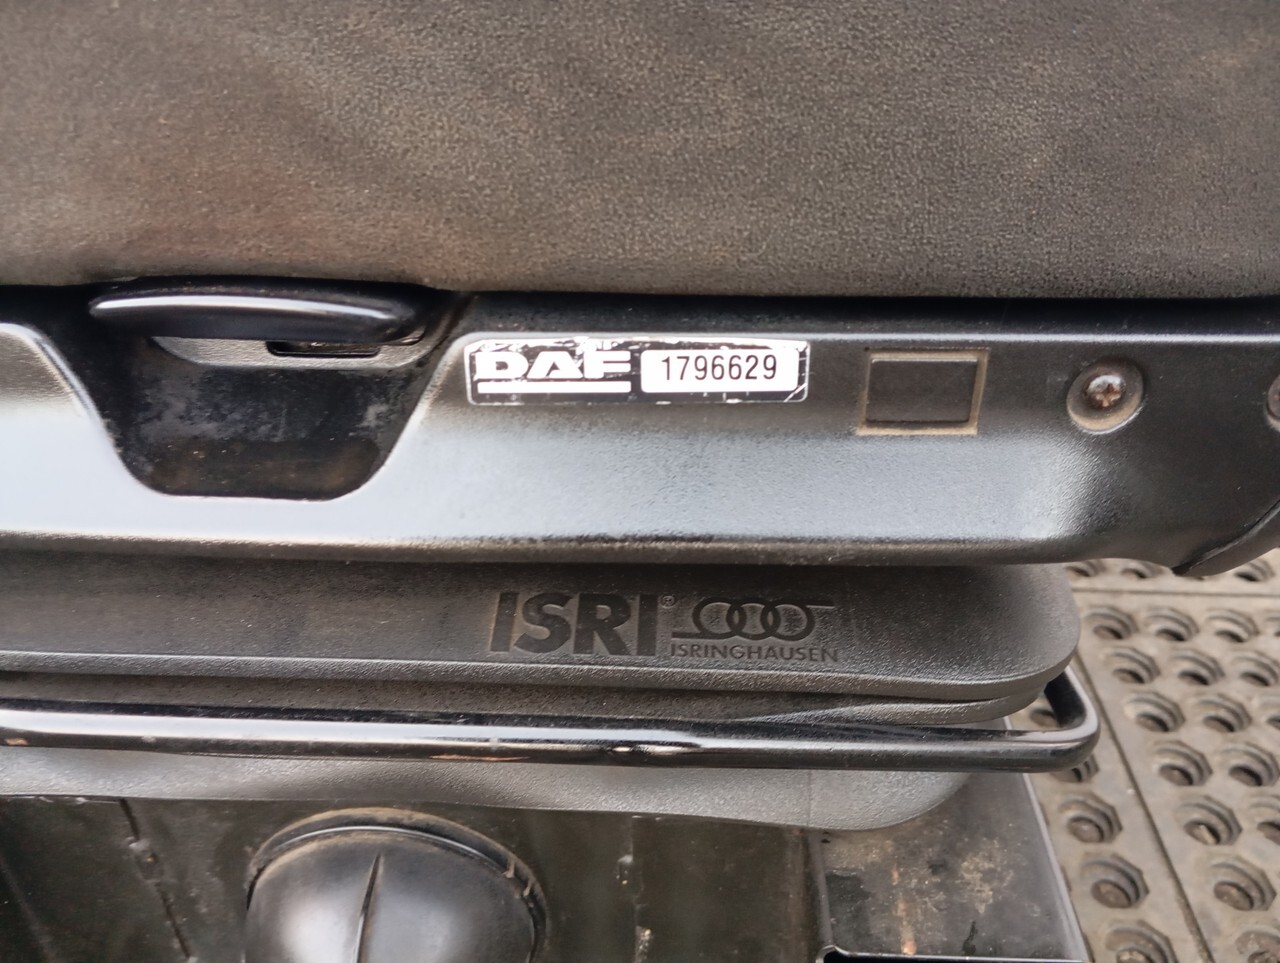 DAF 1796629
ISRI®
ISRINGHAUSEN